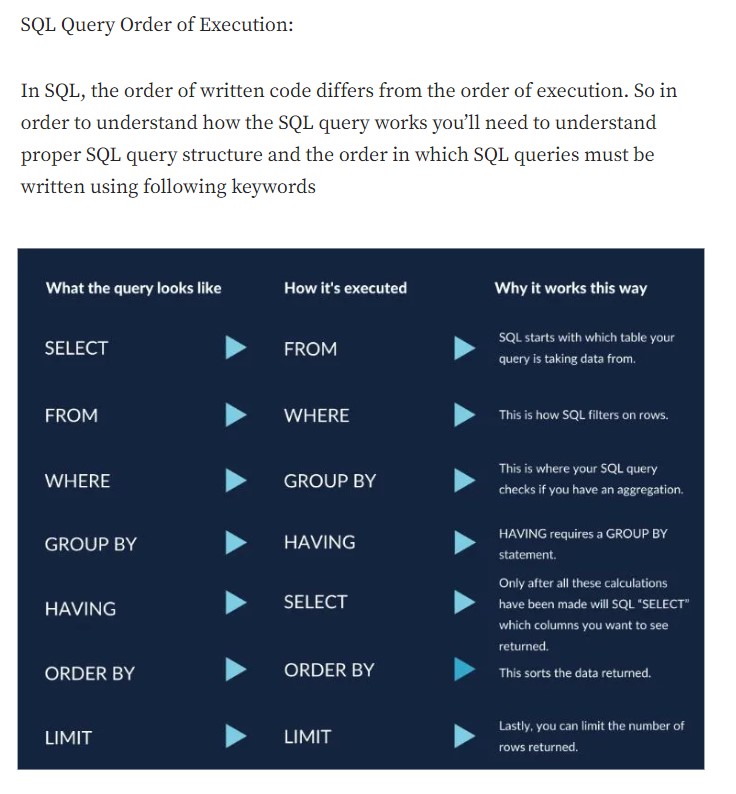 SQL Query Order of Execution:
In SQL, the order of written code differs from the order of execution. So in
order to understand how the SQL query works you’ll need to understand
proper SQL query structure and the order in which SQL queries must be
written using following keywords
What the query looks like
How it's executed
Why it works this way
SELECT
FROM
SQL starts with which table your
query is taking data from.
FROM
WHERE
This is how SQL filters on rows.
WHERE
GROUP BY
This is where your SQL query
checks if you have an aggregation.
GROUP BY
HAVING
HAVING requires a GROUP BY
statement.
HAVING
SELECT
Only after all these calculations
have been made will SQL “SELECT”
which columns you want to see
returned.
ORDER BY
ORDER BY
This sorts the data returned.
LIMIT
LIMIT
Lastly, you can limit the number of
rows returned.